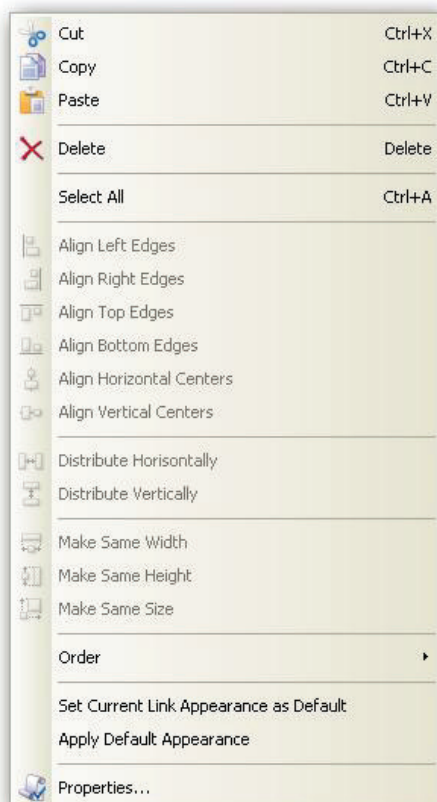 Cut Ctrl+X
Copy Ctrl+C
Paste Ctrl+V
Delete Delete
Select All Ctrl+A
Align Left Edges
Align Right Edges
Align Top Edges
Align Bottom Edges
Align Horizontal Centers
Align Vertical Centers
Distribute Horisontally
Distribute Vertically
Make Same Width
Make Same Height
Make Same Size
Order
Set Current Link Appearance as Default
Apply Default Appearance
Properties...